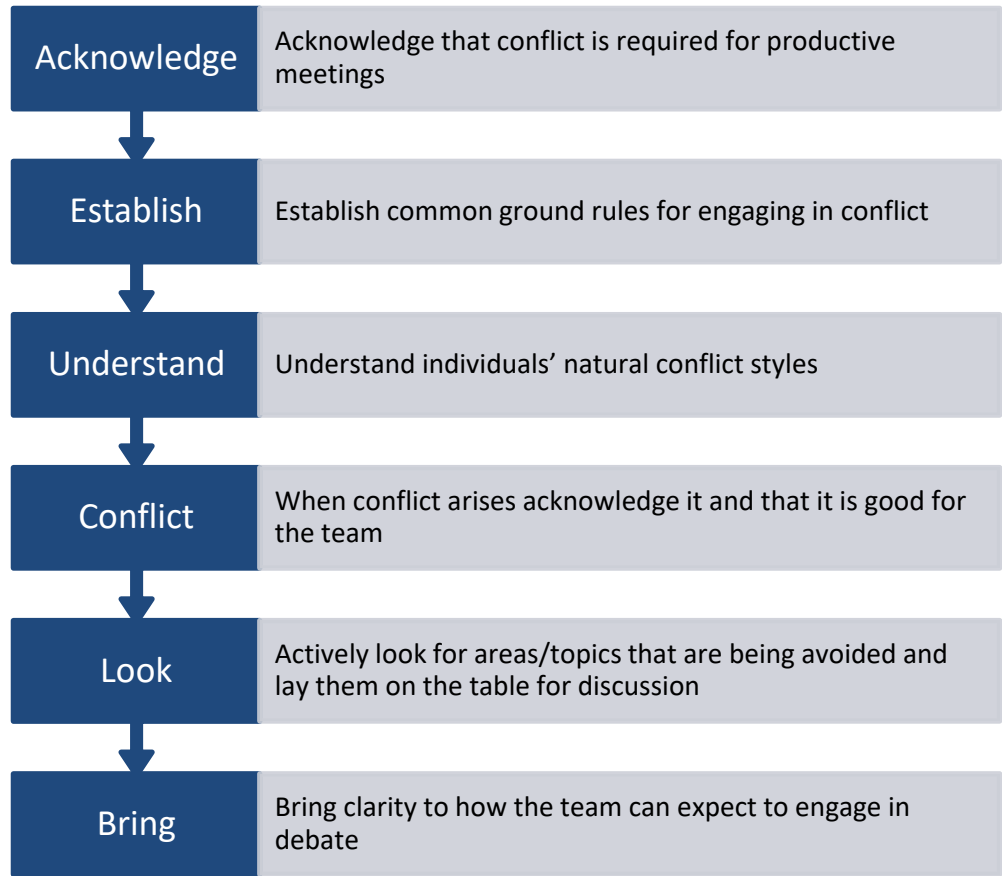 Acknowledge
Acknowledge that conflict is required for productive
meetings
Establish
Establish common ground rules for engaging in conflict
Understand
Understand individuals’ natural conflict styles
Conflict
When conflict arises acknowledge it and that it is good for
the team
Look
Actively look for areas/topics that are being avoided and
lay them on the table for discussion
Bring
Bring clarity to how the team can expect to engage in
debate